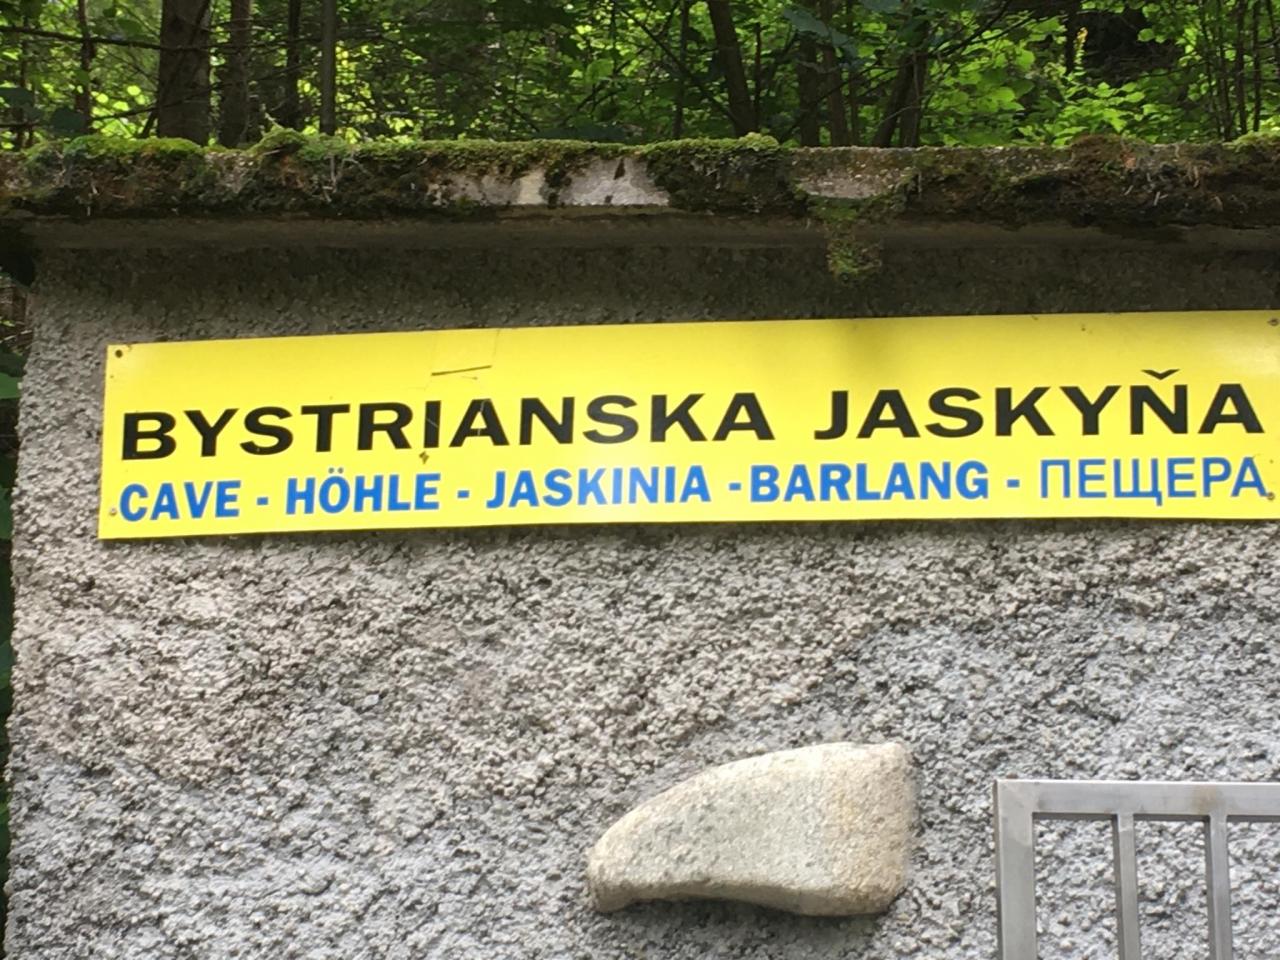 BYSTRIANSKA JASKYŇA
CAVE - HÖHLE - JASKINIA -BARLANG - ПЕЩЕРА